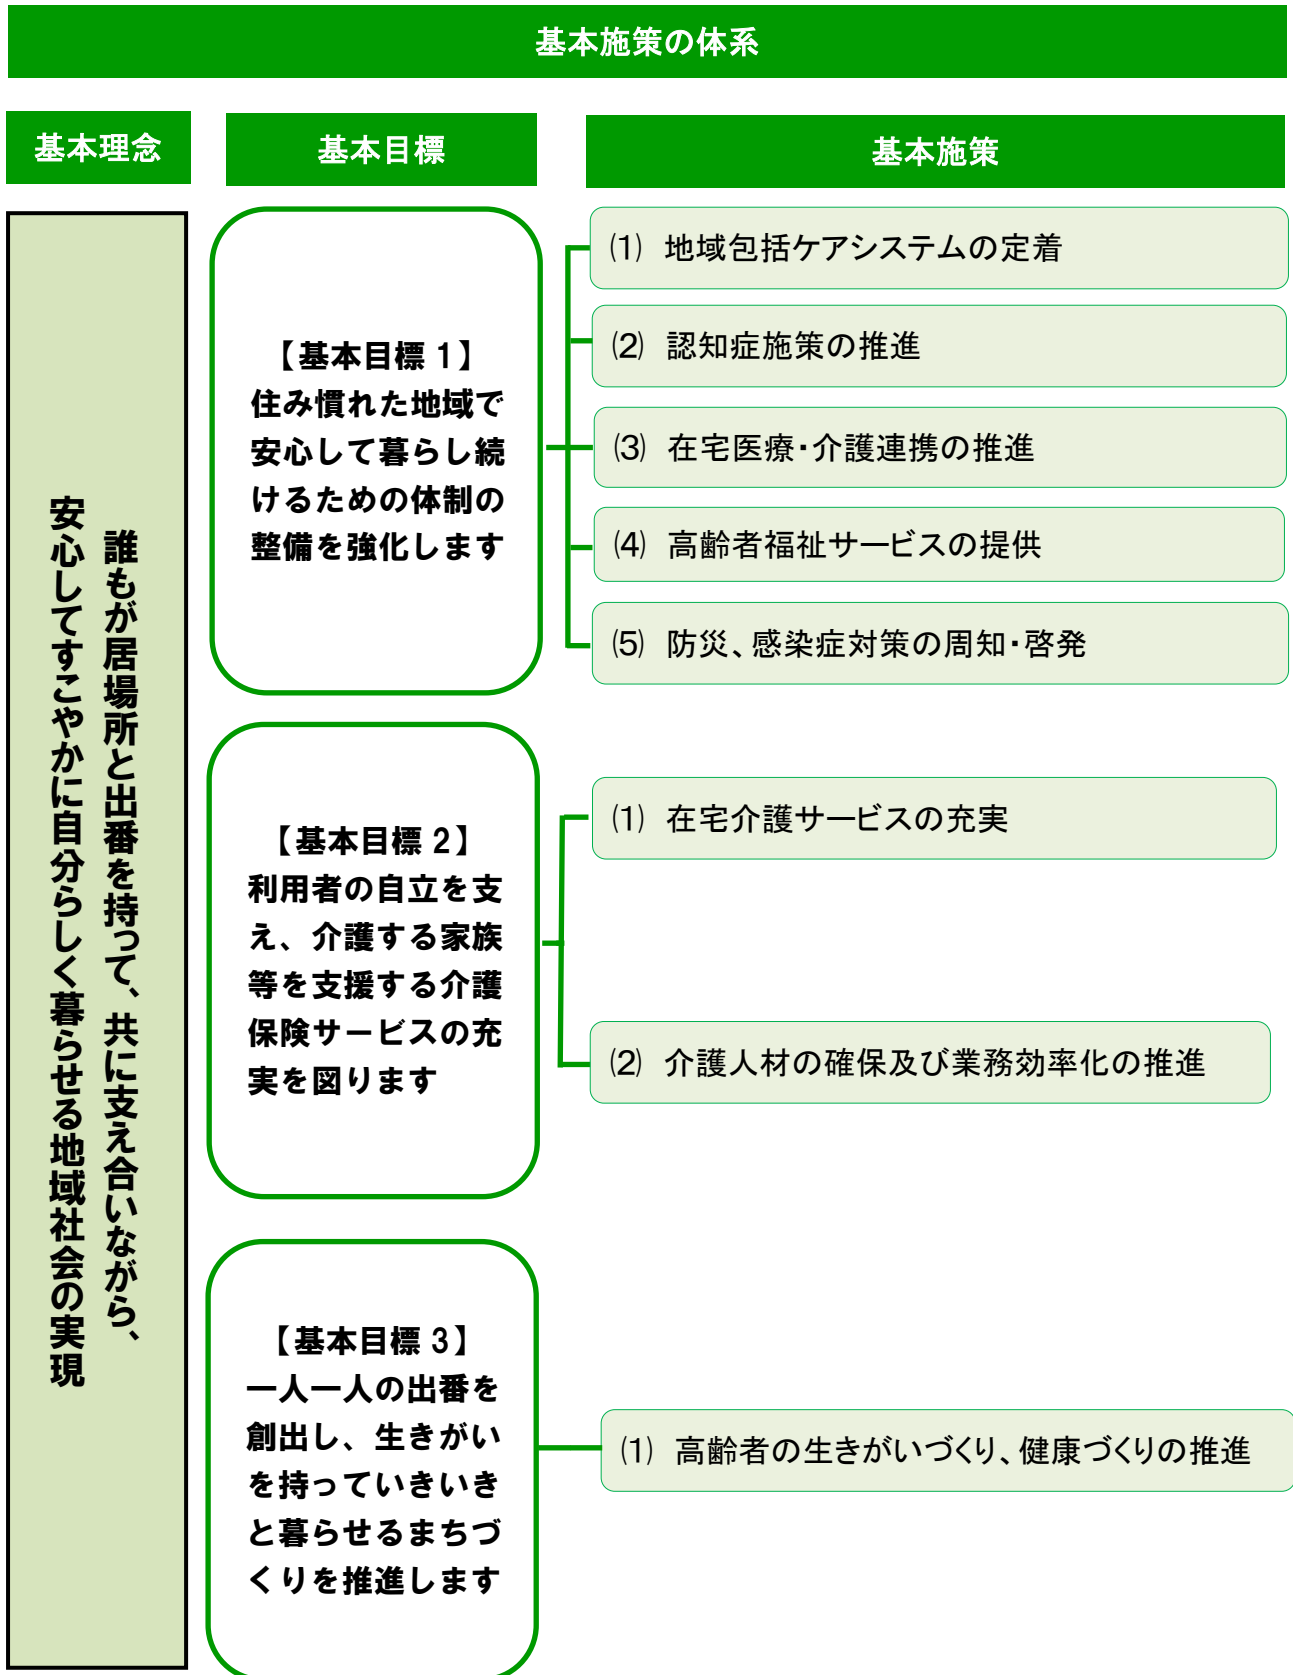 基本施策の体系
基本理念
基本目標
基本施策
誰もが居場所と出番を持って、共に支え合いながら、
安心してすこやかに自分らしく暮らせる地域社会の実現
【基本目標 1】
住み慣れた地域で
安心して暮らし続
けるための体制の
整備を強化します
⑴ 地域包括ケアシステムの定着
⑵ 認知症施策の推進
⑶ 在宅医療・介護連携の推進
⑷ 高齢者福祉サービスの提供
⑸ 防災、感染症対策の周知・啓発
【基本目標 2】
利用者の自立を支
え、介護する家族
等を支援する介護
保険サービスの充
実を図ります
⑴ 在宅介護サービスの充実
⑵ 介護人材の確保及び業務効率化の推進
【基本目標 3】
一人一人の出番を
創出し、生きがい
を持っていきいき
と暮らせるまちづ
くりを推進します
⑴ 高齢者の生きがいづくり、健康づくりの推進